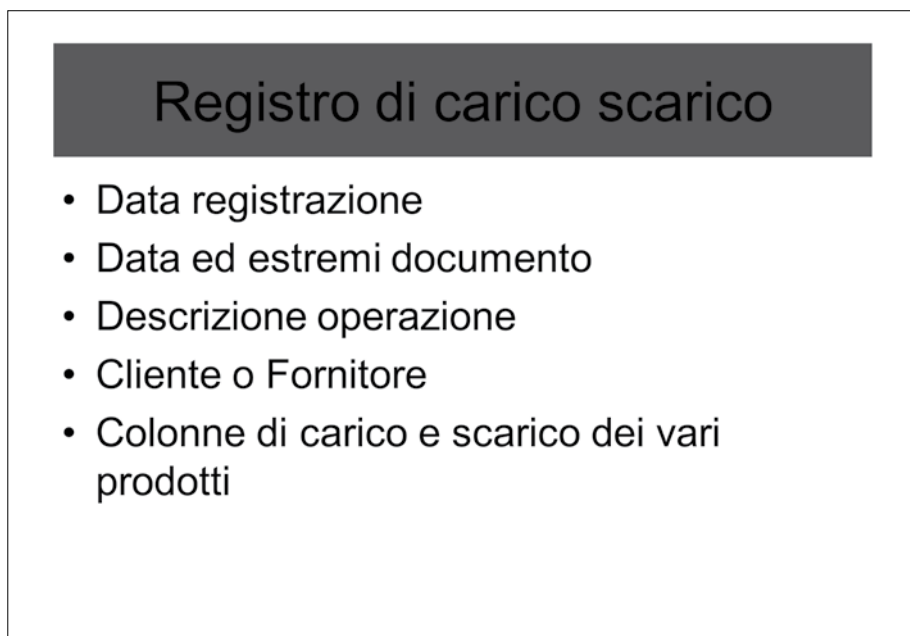 Registro di carico scarico
• Data registrazione
• Data ed estremi documento
• Descrizione operazione
• Cliente o Fornitore
• Colonne di carico e scarico dei vari
prodotti